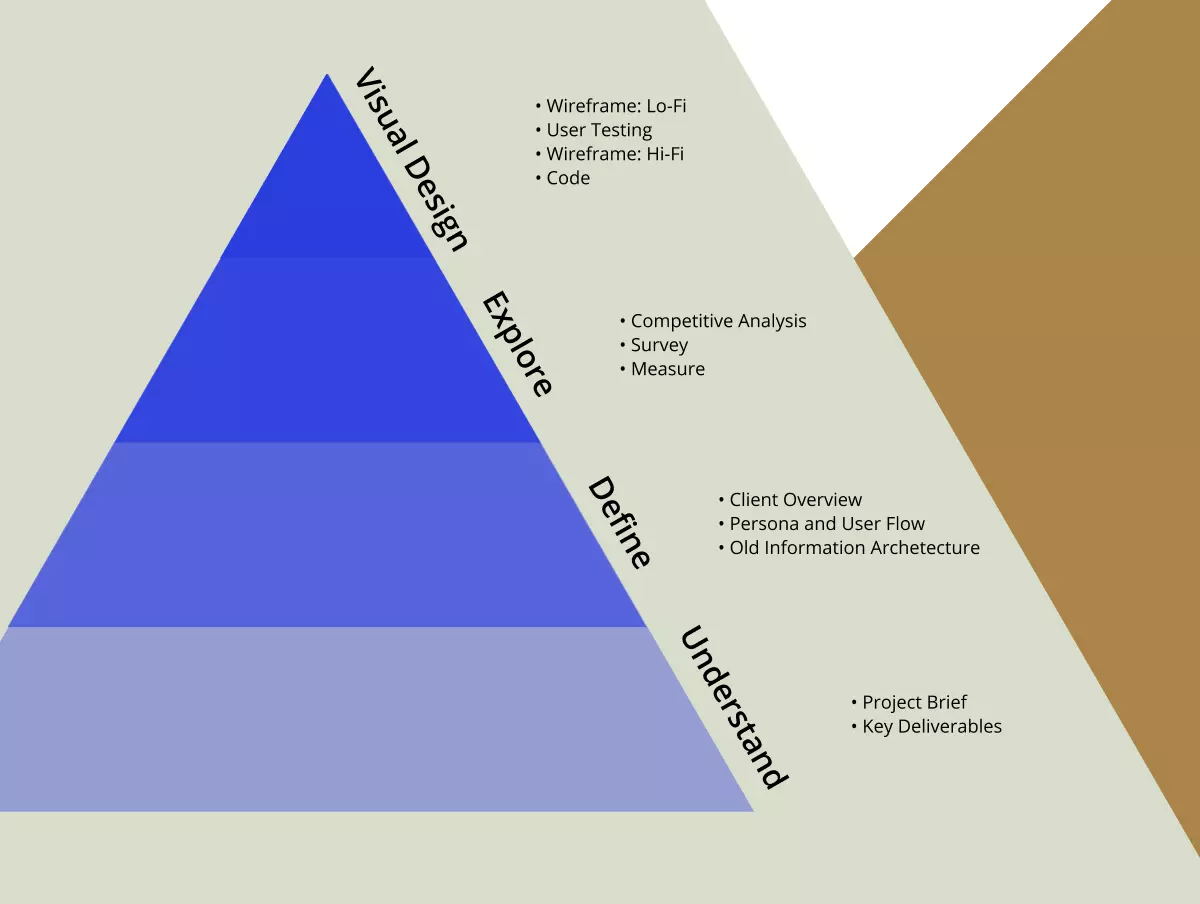 Visual Design
• Wireframe: Lo-Fi
• User Testing
• Wireframe: Hi-Fi
• Code
Explore
• Competitive Analysis
• Survey
• Measure
Define
• Client Overview
• Persona and User Flow
• Old Information Archetecture
Understand
• Project Brief
• Key Deliverables